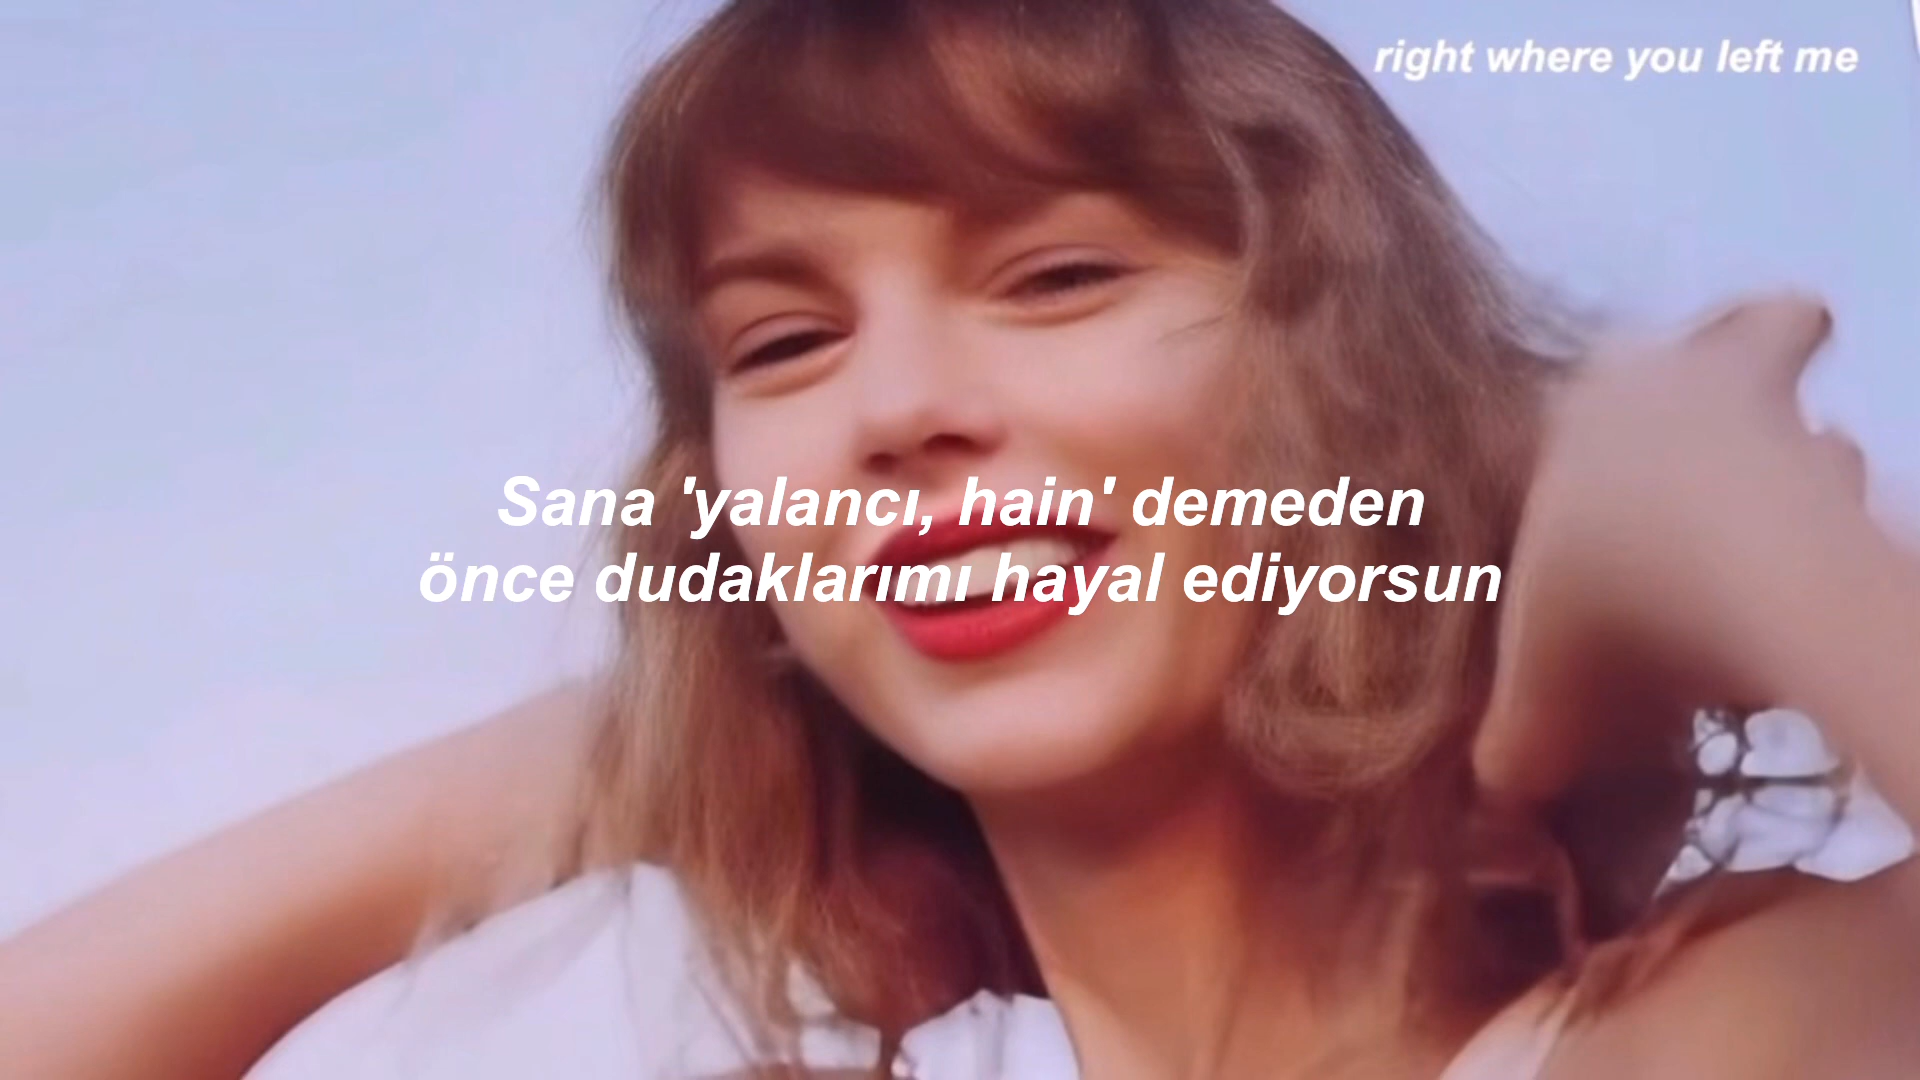 right where you left me
Sana 'yalancı, hain' demeden
önce dudaklarımı hayal ediyorsun